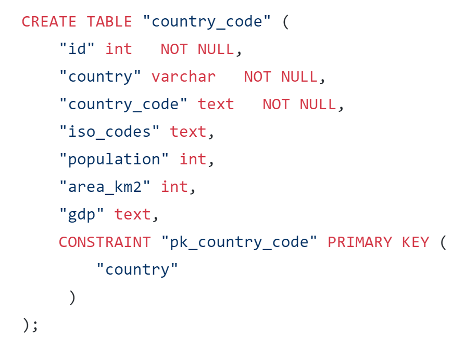 CREATE TABLE "country_code" (
    "id" int   NOT NULL,
    "country" varchar   NOT NULL,
    "country_code" text   NOT NULL,
    "iso_codes" text,
    "population" int,
    "area_km2" int,
    "gdp" text,
    CONSTRAINT "pk_country_code" PRIMARY KEY (
        "country"
     )
);